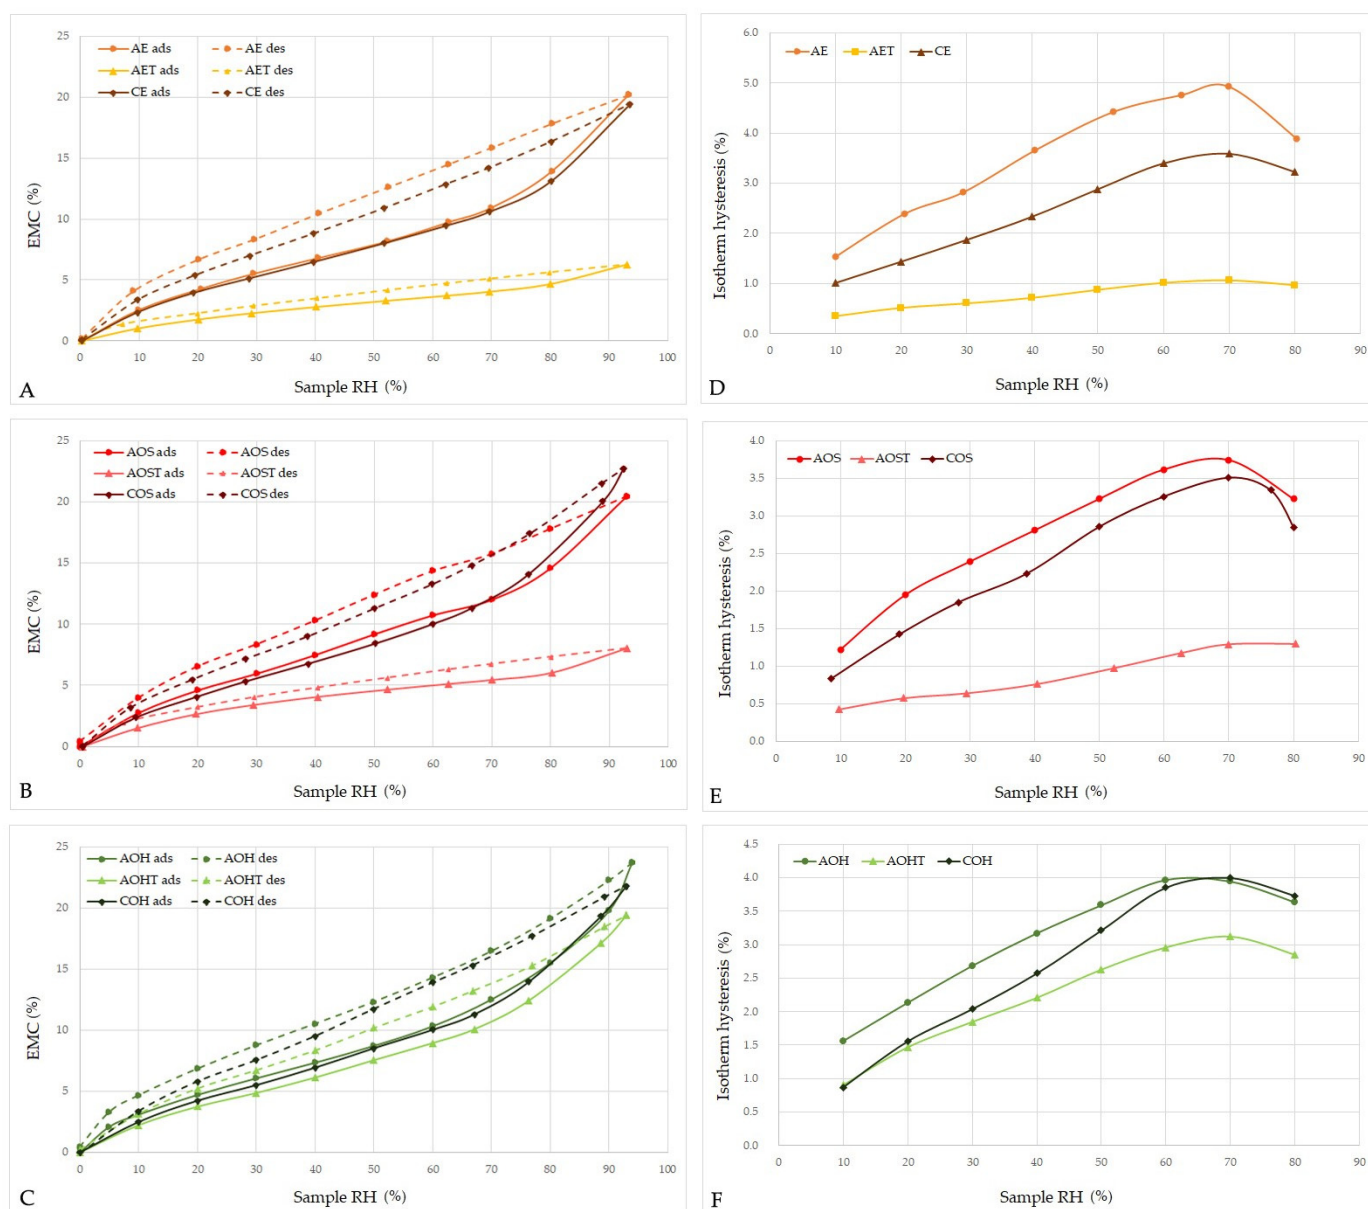 25
20
15
10
5
0
EMC (%)
AE ads AE des
AET ads AET des
CE ads CE des
0 10 20 30 40 50 60 70 80 90 100
Sample RH (%)
A
6.0
5.0
4.0
3.0
2.0
1.0
0.0
Isotherm hysteresis (%)
AE AET CE
0 10 20 30 40 50 60 70 80 90
Sample RH (%)
D
25
20
15
10
5
0
EMC (%)
AOS ads AOS des
AOST ads AOST des
COS ads COS des
0 10 20 30 40 50 60 70 80 90 100
Sample RH (%)
B
4.0
3.5
3.0
2.5
2.0
1.5
1.0
0.5
0.0
Isotherm hysteresis (%)
AOS AOST COS
0 10 20 30 40 50 60 70 80 90
Sample RH (%)
E
25
20
15
10
5
0
EMC (%)
AOH ads AOH des
AOHT ads AOHT des
COH ads COH des
0 10 20 30 40 50 60 70 80 90 100
Sample RH (%)
C
4.5
4.0
3.5
3.0
2.5
2.0
1.5
1.0
0.5
0.0
Isotherm hysteresis (%)
AOH AOHT COH
10 20 30 40 50 60 70 80 90
Sample RH (%)
F